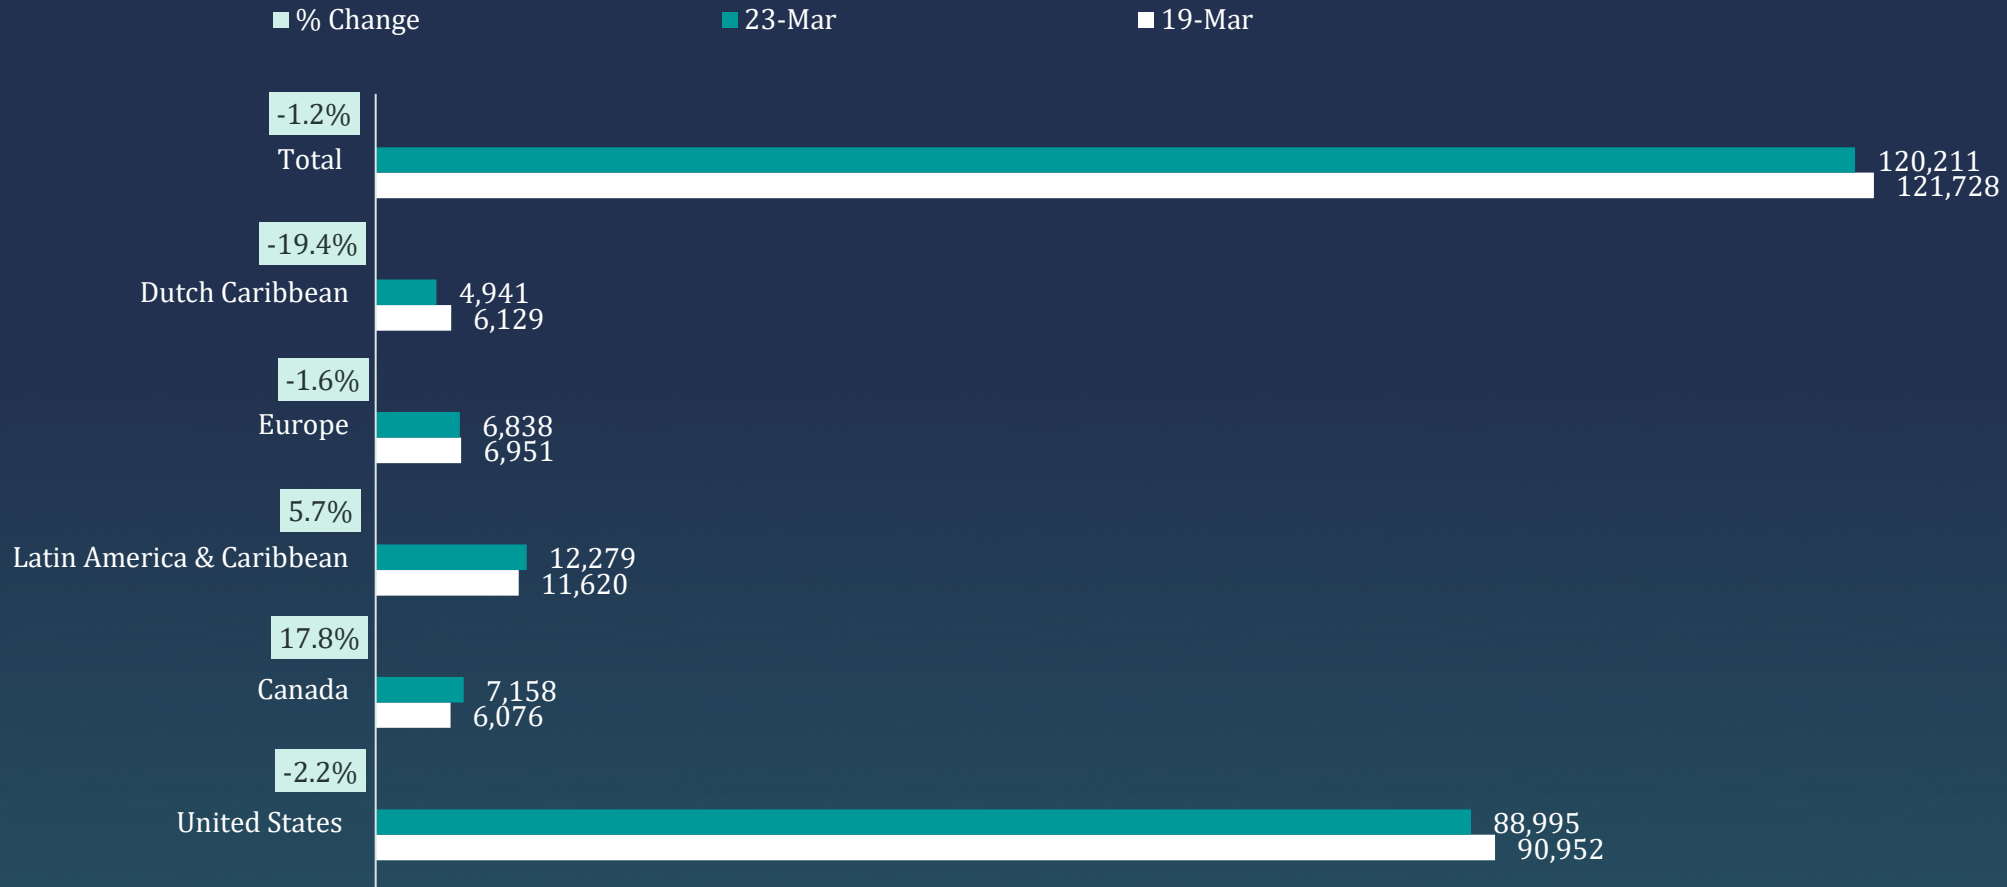 % Change 23-Mar 19-Mar
-1.2%
Total 120,211
121,728
-19.4%
Dutch Caribbean 4,941
6,129
-1.6%
Europe 6,838
6,951
5.7%
Latin America & Caribbean 12,279
11,620
17.8%
Canada 7,158
6,076
-2.2%
United States 88,995
90,952